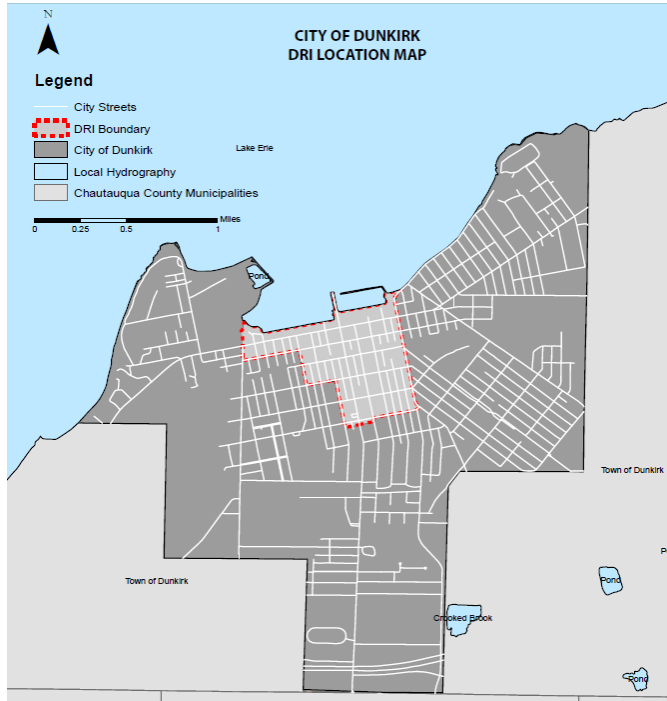 N
CITY OF DUNKIRK
DRI LOCATION MAP
Legend
City Streets
DRI Boundary
City of Dunkirk
Local Hydrography
Chautauqua County Municipalities
Lake Erie
Miles
0 0.25 0.5 1
Pond
Town of Dunkirk
Town of Dunkirk
Pond
Crooked Brook
Pond